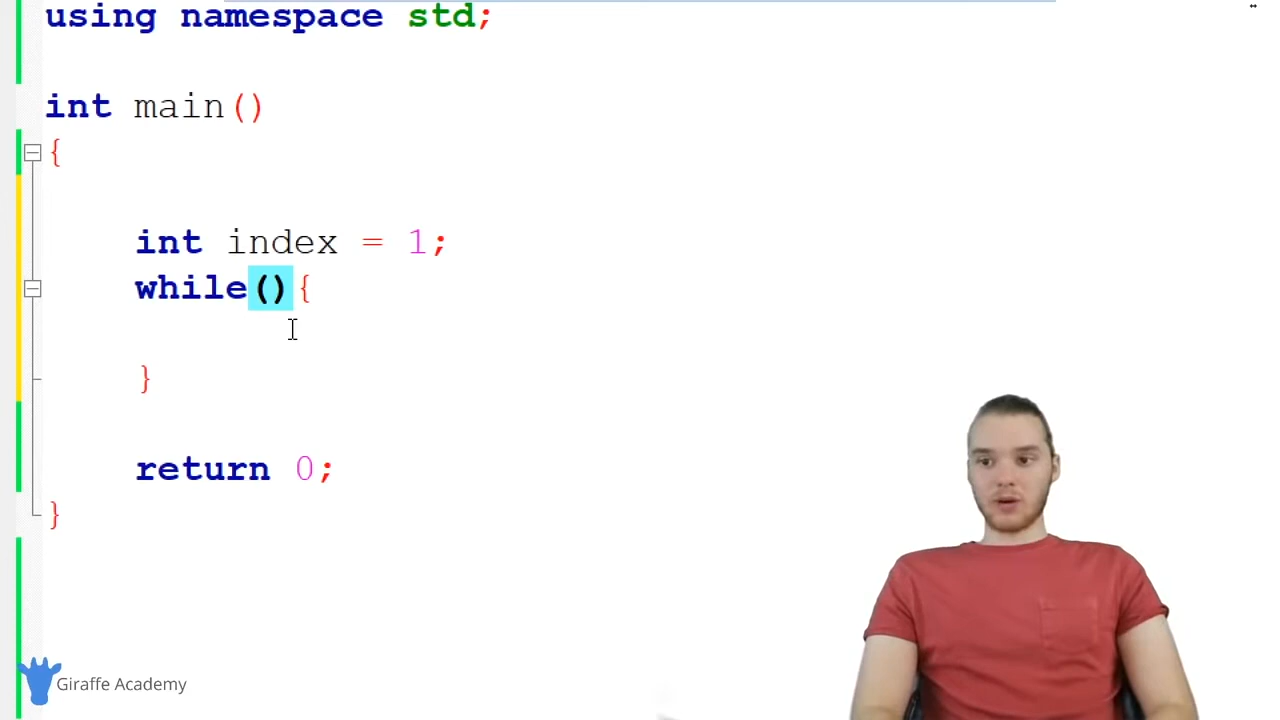 using namespace std;
int main()
{
int index = 1;
while(){
}
return 0;
}
Giraffe Academy